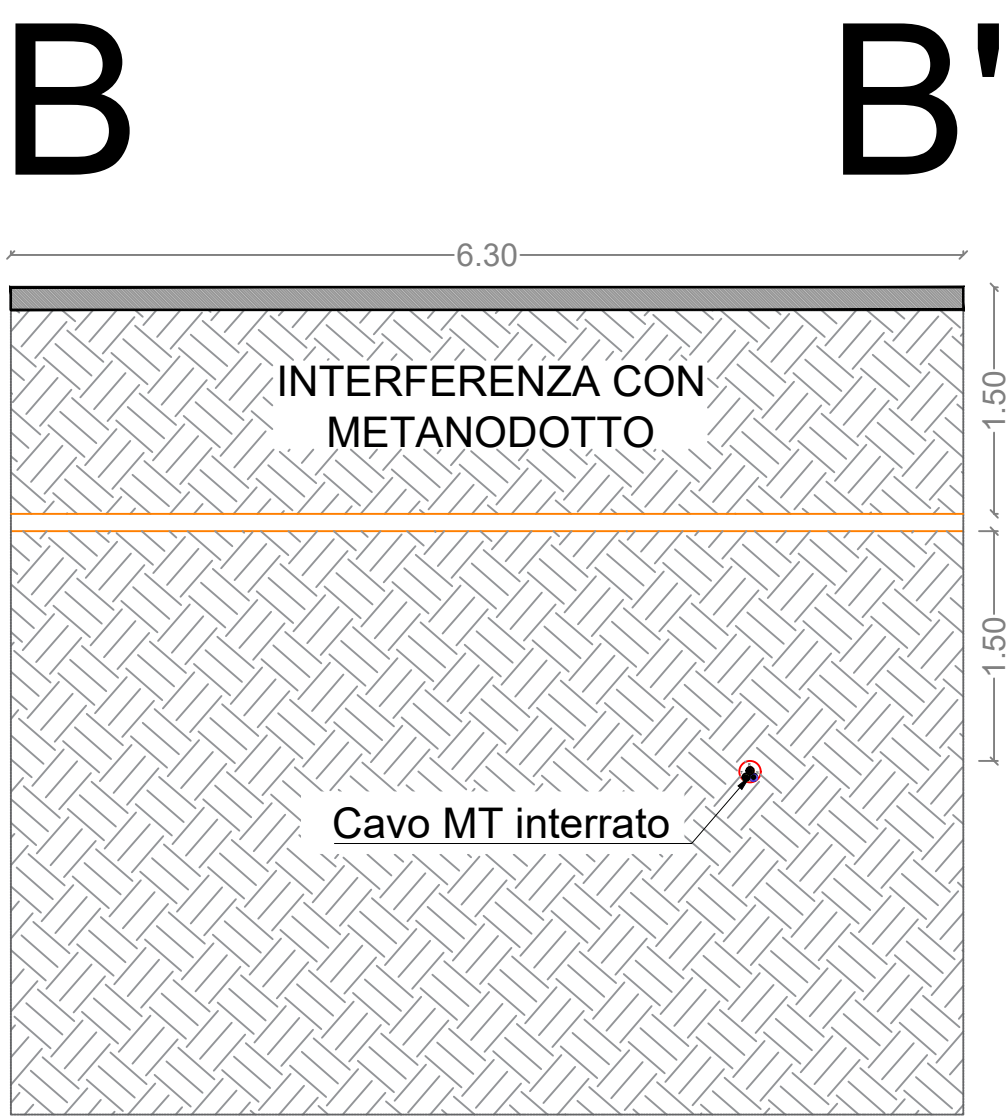 B B'
6.30
INTERFERENZA CON
METANODOTTO
1.50
1.50
Cavo MT interrato